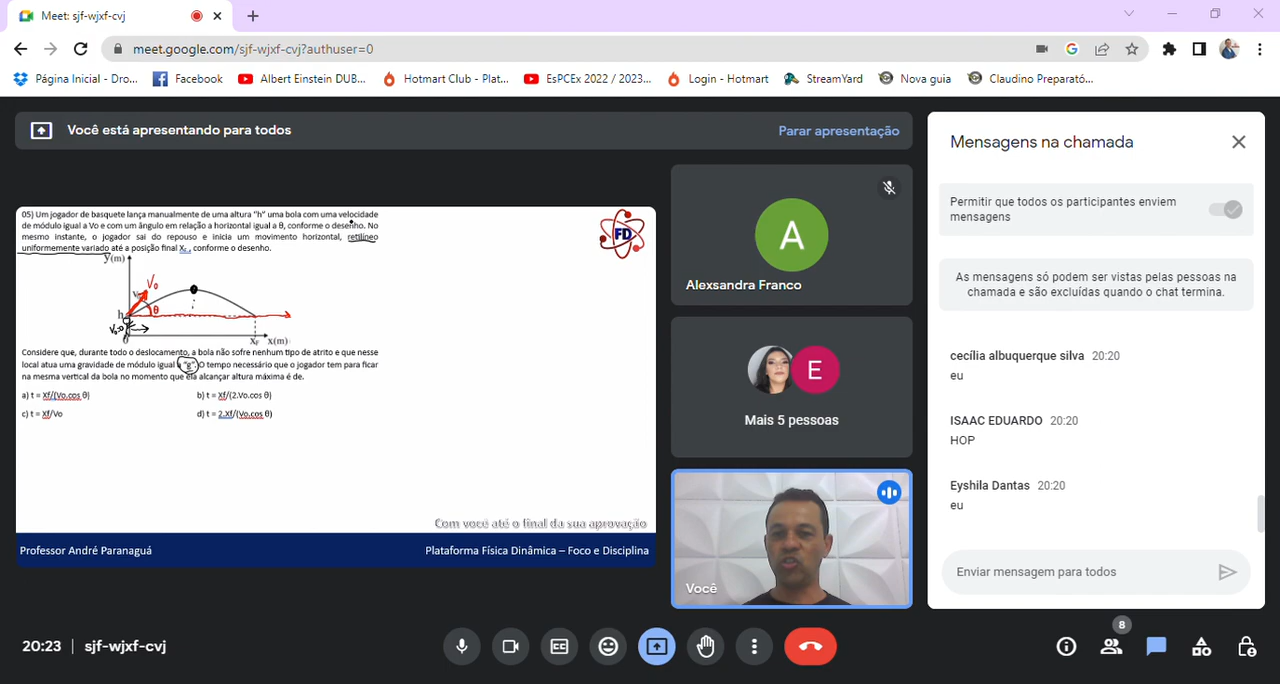 Meet: sjf-wjxf-cvj
meet.google.com/sjf-wjxf-cvj?authuser=0
Página Inicial - Dro...
Facebook
Albert Einstein DUB...
Hotmart Club - Plat...
EsPCEx 2022 / 2023...
Login - Hotmart
StreamYard
Nova guia
Claudino Preparató...
Você está apresentando para todos
Parar apresentação
05) Um jogador de basquete lança manualmente de uma altura "h" uma bola com uma velocidade
de módulo igual a Vo e com um ângulo em relação a horizontal igual a θ, conforme o desenho. No
mesmo instante, o jogador sai do repouso e inicia um movimento horizontal, retilíneo
uniformemente variado até a posição final XF, conforme o desenho.
FD
y(m)
V0
θ
h
V0=0
0
XF
x(m)
Considere que, durante todo o deslocamento, a bola não sofre nenhum tipo de atrito e que nesse
local atua uma gravidade de módulo igual a "g". O tempo necessário que o jogador tem para ficar
na mesma vertical da bola no momento que ela alcançar altura máxima é de.
a) t = Xf/(Vo.cos θ)
b) t = Xf/(2.Vo.cos θ)
c) t = Xf/Vo
d) t = 2.Xf/(Vo.cos θ)
Com você até o final da sua aprovação
Professor André Paranaguá
Plataforma Física Dinâmica – Foco e Disciplina
A
Alexsandra Franco
E
Mais 5 pessoas
Você
Mensagens na chamada
Permitir que todos os participantes enviem
mensagens
As mensagens só podem ser vistas pelas pessoas na
chamada e são excluídas quando o chat termina.
cecília albuquerque silva 20:20
eu
ISAAC EDUARDO 20:20
HOP
Eyshila Dantas 20:20
eu
Enviar mensagem para todos
20:23 | sjf-wjxf-cvj
8